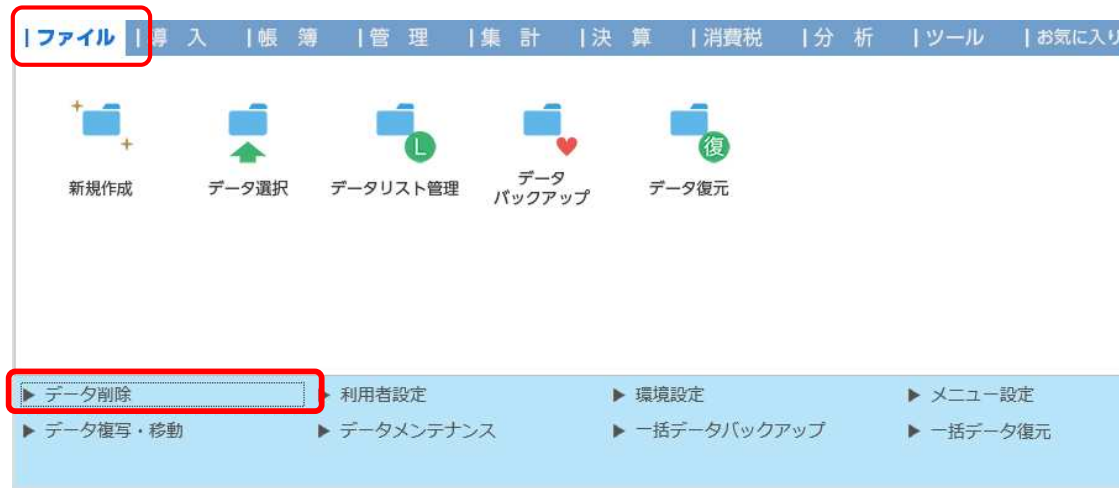 |ファイル |導 入 |帳 簿 |管 理 |集 計 |決 算 |消費税 |分 析 |ツール |お気に入り
新規作成 データ選択 データリスト管理 データ バックアップ データ復元
L 復
▶ データ削除 ▶ 利用者設定 ▶ 環境設定 ▶ メニュー設定
▶ データ複写・移動 ▶ データメンテナンス ▶ 一括データバックアップ ▶ 一括データ復元